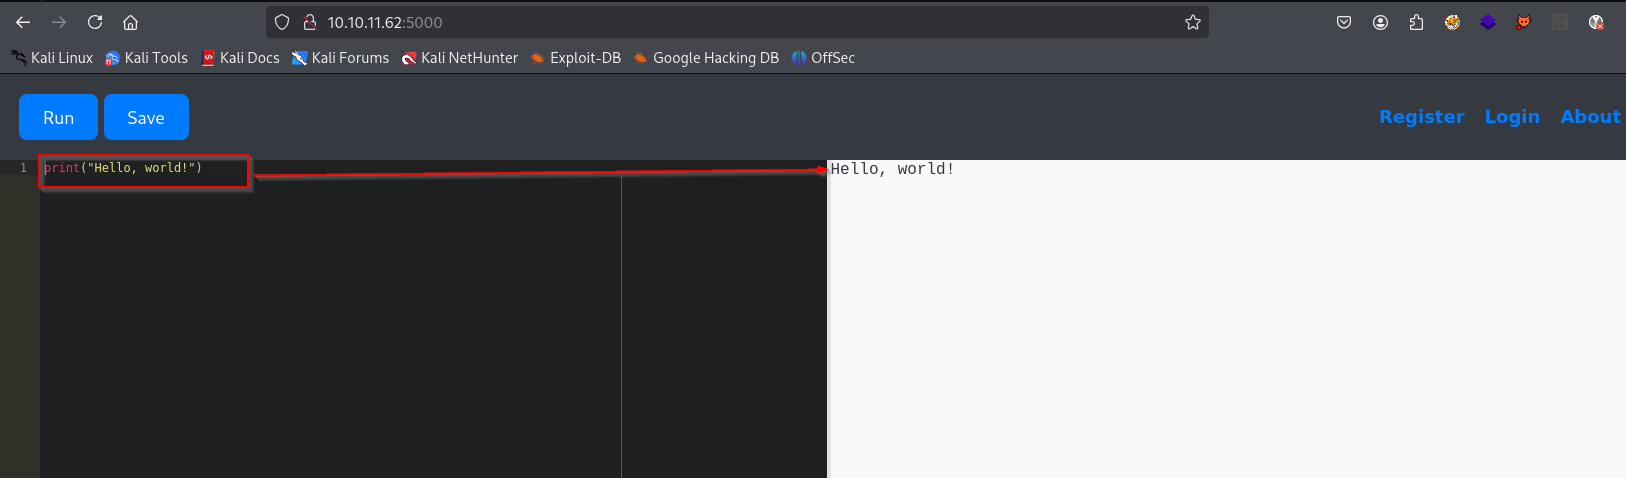 10.10.11.62:5000
Kali Linux Kali Tools Kali Docs Kali Forums Kali NetHunter Exploit-DB Google Hacking DB OffSec
Run Save Register Login About
1 print("Hello, world!") Hello, world!